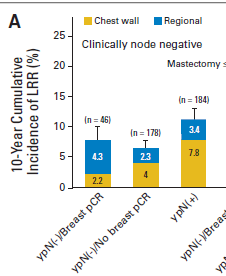 A
Chest wall
Regional
Clinically node negative
Mastectomy
10-Year Cumulative
Incidence of LRR (%)
25
20
15
10
5
0
(n = 46)
(n = 178)
(n = 184)
4.3
2.3
3.4
2.2
4
7.8
ypN(-)/Breast pCR
ypN(-)/No breast pCR
ypN(+)
ypN(-)/Breas